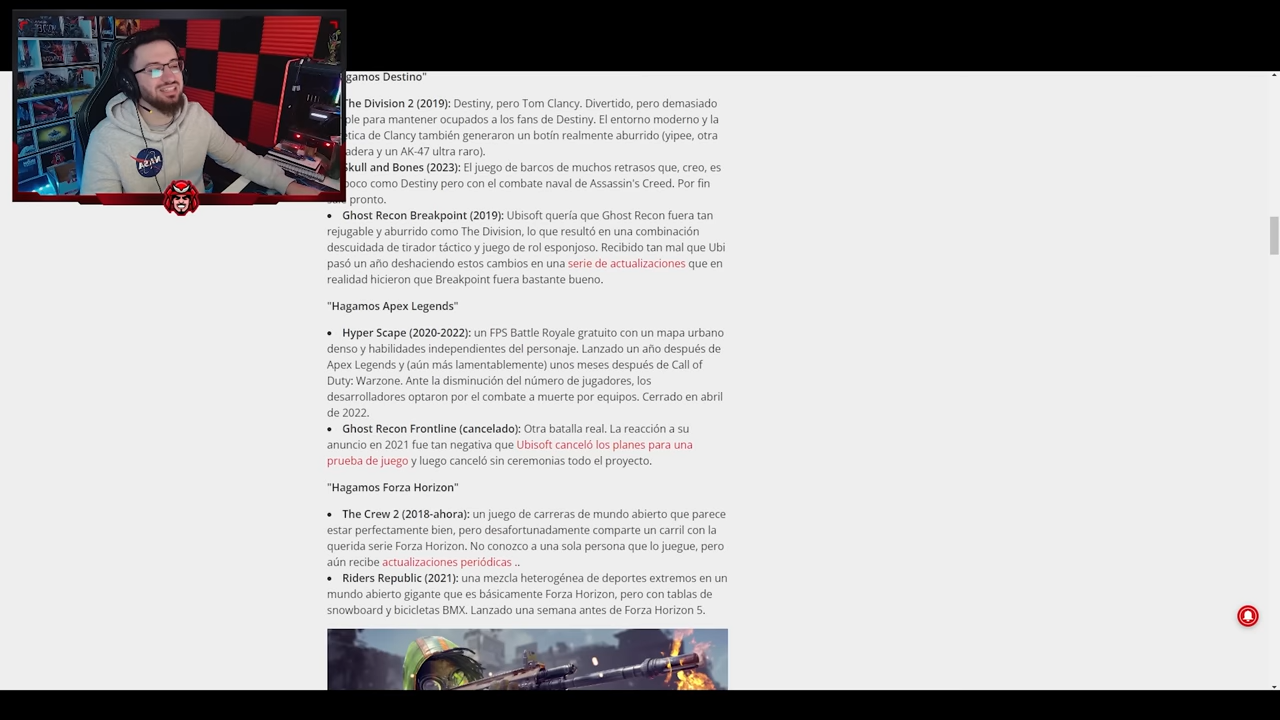 gamos Destino"
The Division 2 (2019): Destiny, pero Tom Clancy. Divertido, pero demasiado
ple para mantener ocupados a los fans de Destiny. El entorno moderno y la
ética de Clancy también generaron un botín realmente aburrido (yipee, otra
adera y un AK-47 ultra raro).
Skull and Bones (2023): El juego de barcos de muchos retrasos que, creo, es
poco como Destiny pero con el combate naval de Assassin's Creed. Por fin
pronto.
• Ghost Recon Breakpoint (2019): Ubisoft quería que Ghost Recon fuera tan
rejugable y aburrido como The Division, lo que resultó en una combinación
descuidada de tirador táctico y juego de rol esponjoso. Recibido tan mal que Ubi
pasó un año deshaciendo estos cambios en una serie de actualizaciones que en
realidad hicieron que Breakpoint fuera bastante bueno.
"Hagamos Apex Legends"
• Hyper Scape (2020-2022): un FPS Battle Royale gratuito con un mapa urbano
denso y habilidades independientes del personaje. Lanzado un año después de
Apex Legends y (aún más lamentablemente) unos meses después de Call of
Duty: Warzone. Ante la disminución del número de jugadores, los
desarrolladores optaron por el combate a muerte por equipos. Cerrado en abril
de 2022.
• Ghost Recon Frontline (cancelado): Otra batalla real. La reacción a su
anuncio en 2021 fue tan negativa que Ubisoft canceló los planes para una
prueba de juego y luego canceló sin ceremonias todo el proyecto.
"Hagamos Forza Horizon"
• The Crew 2 (2018-ahora): un juego de carreras de mundo abierto que parece
estar perfectamente bien, pero desafortunadamente comparte un carril con la
querida serie Forza Horizon. No conozco a una sola persona que lo juegue, pero
aún recibe actualizaciones periódicas ..
• Riders Republic (2021): una mezcla heterogénea de deportes extremos en un
mundo abierto gigante que es básicamente Forza Horizon, pero con tablas de
snowboard y bicicletas BMX. Lanzado una semana antes de Forza Horizon 5.